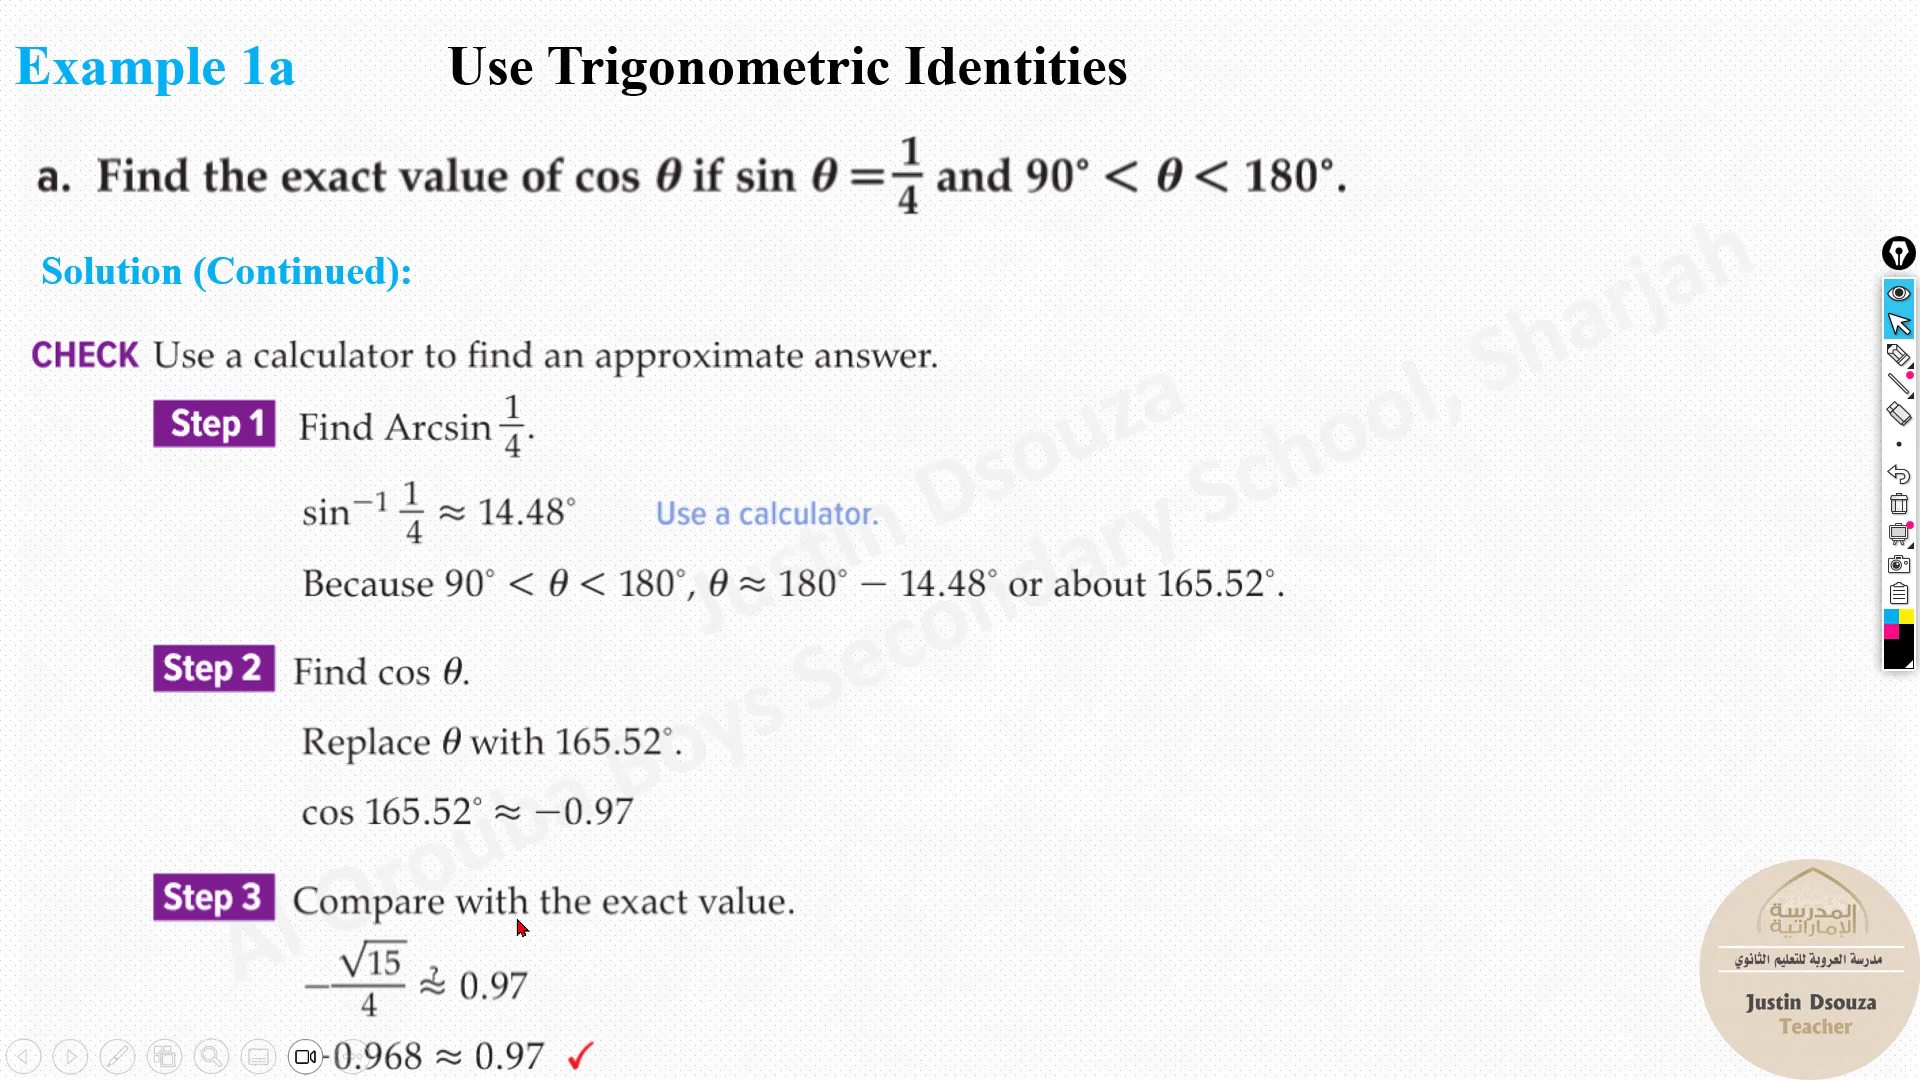 Example 1a Use Trigonometric Identities
a. Find the exact value of cos θ if sin θ = 1/4 and 90° < θ < 180°.
Solution (Continued):
CHECK Use a calculator to find an approximate answer.
Step 1 Find Arcsin 1/4.
sin⁻¹ 1/4 ≈ 14.48° Use a calculator.
Because 90° < θ < 180°, θ ≈ 180° − 14.48° or about 165.52°.
Step 2 Find cos θ.
Replace θ with 165.52°.
cos 165.52° ≈ −0.97
Step 3 Compare with the exact value.
−√15/4 ≟≈ 0.97
-0.968 ≈ 0.97 ✓
Justin Dsouza
Al Orouba Boys Secondary School, Sharjah
المدرسة
الإماراتية
مدرسة العروبة للتعليم الثانوي
Justin Dsouza
Teacher